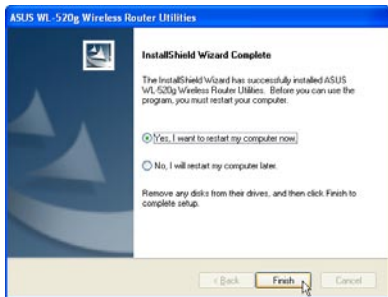 ASUS WL-520g Wireless Router Utilities
InstallShield Wizard Complete
The InstallShield Wizard has successfully installed ASUS
WL-520g Wireless Router Utilities. Before you can use the
program, you must restart your computer.
Yes, I want to restart my computer now.
No, I will restart my computer later.
Remove any disks from their drives, and then click Finish to
complete setup.
< Back Finish Cancel